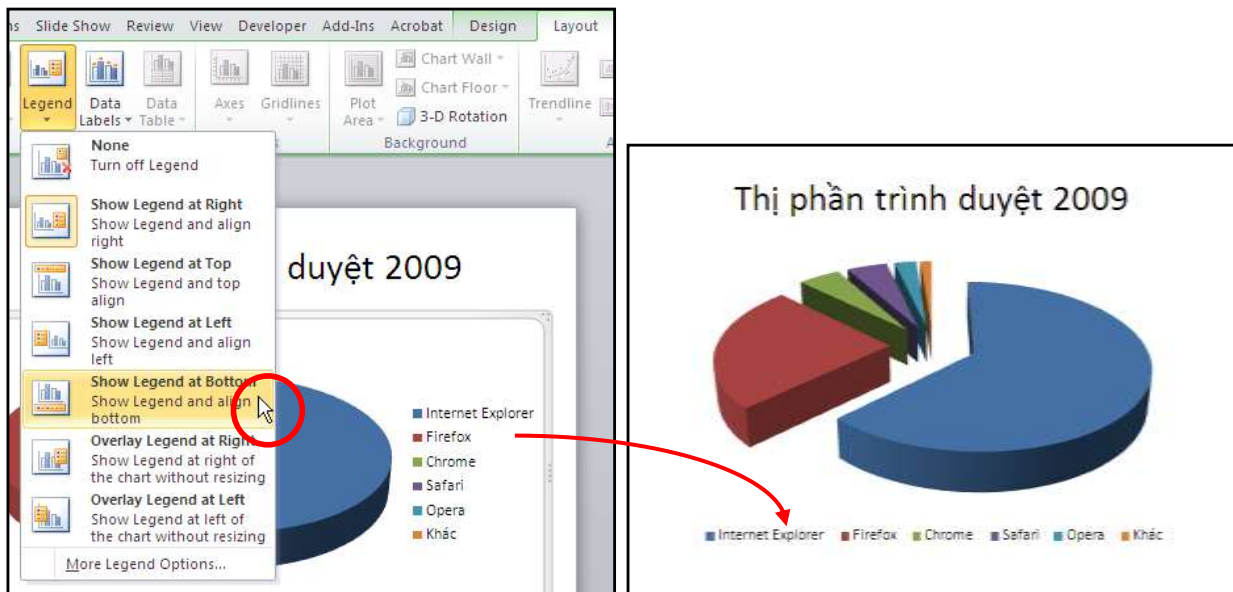 ns Slide Show Review View Developer Add-Ins Acrobat Design Layout
Legend
Data Labels
Data Table
Axes
Gridlines
Plot Area
Chart Wall
Chart Floor
3-D Rotation
Trendline
Background
A
None
Turn off Legend
Show Legend at Right
Show Legend and align
right
Show Legend at Top
Show Legend and top
align
Show Legend at Left
Show Legend and align
left
Show Legend at Bottom
Show Legend and align
bottom
Overlay Legend at Right
Show Legend at right of
the chart without resizing
Overlay Legend at Left
Show Legend at left of
the chart without resizing
More Legend Options...
duyệt 2009
Internet Explorer
Firefox
Chrome
Safari
Opera
Khác
Thị phần trình duyệt 2009
Internet Explorer Firefox Chrome Safari Opera Khác